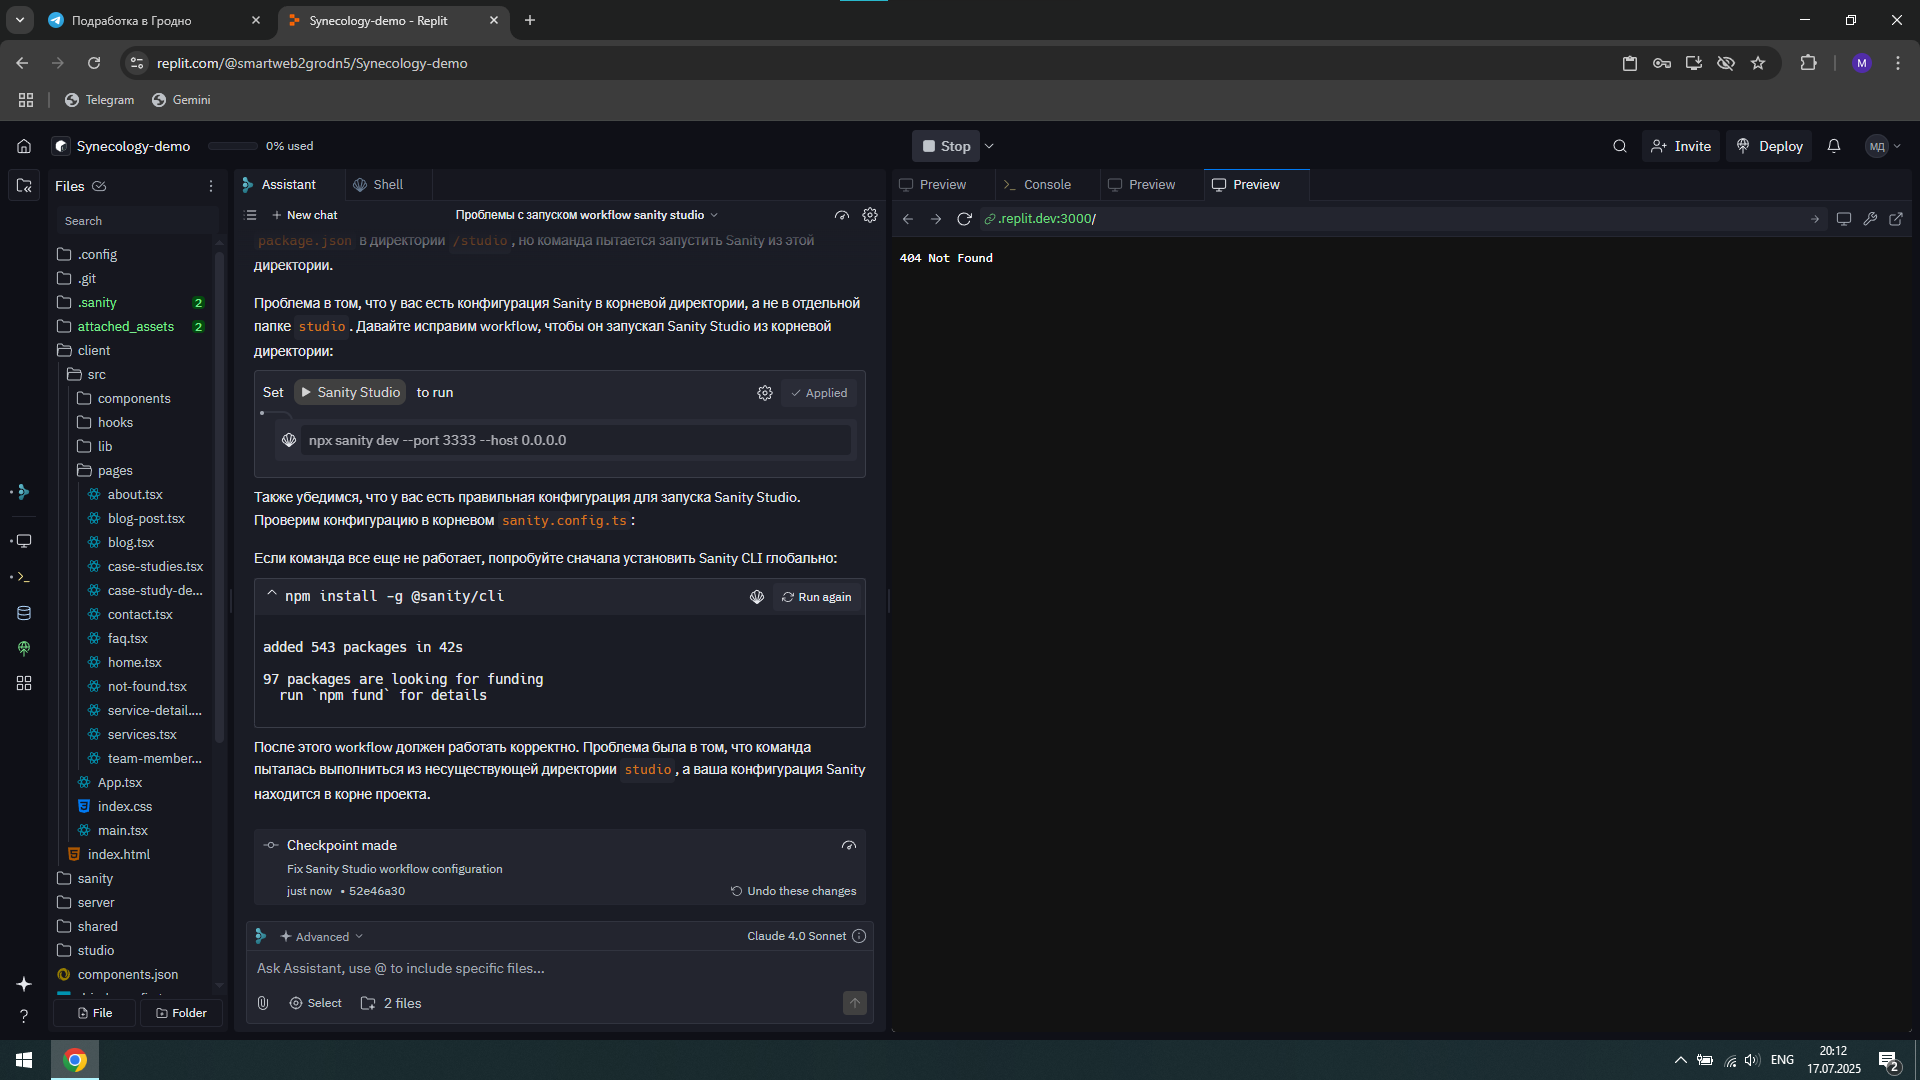 Подработка в Гродно
Synecology-demo - Replit
replit.com/@smartweb2grodn5/Synecology-demo
M
Telegram
Gemini
Synecology-demo
0% used
Stop
Invite
Deploy
МД
Files
Search
.config
.git
.sanity 2
attached_assets 2
client
src
components
hooks
lib
pages
about.tsx
blog-post.tsx
blog.tsx
case-studies.tsx
case-study-de...
contact.tsx
faq.tsx
home.tsx
not-found.tsx
service-detail....
services.tsx
team-member...
App.tsx
index.css
main.tsx
index.html
sanity
server
shared
studio
components.json
File
Folder
Assistant
Shell
New chat
Проблемы с запуском workflow sanity studio
package.json в директории /studio, но команда пытается запустить Sanity из этой
директории.
Проблема в том, что у вас есть конфигурация Sanity в корневой директории, а не в отдельной
папке studio. Давайте исправим workflow, чтобы он запускал Sanity Studio из корневой
директории:
Set Sanity Studio to run
Applied
npx sanity dev --port 3333 --host 0.0.0.0
Также убедимся, что у вас есть правильная конфигурация для запуска Sanity Studio.
Проверим конфигурацию в корневом sanity.config.ts:
Если команда все еще не работает, попробуйте сначала установить Sanity CLI глобально:
npm install -g @sanity/cli
Run again
added 543 packages in 42s
97 packages are looking for funding
run `npm fund` for details
После этого workflow должен работать корректно. Проблема была в том, что команда
пыталась выполниться из несуществующей директории studio, а ваша конфигурация Sanity
находится в корне проекта.
Checkpoint made
Fix Sanity Studio workflow configuration
just now • 52e46a30
Undo these changes
Advanced
Claude 4.0 Sonnet
Ask Assistant, use @ to include specific files...
Select
2 files
Preview
Console
Preview
Preview
.replit.dev:3000/
404 Not Found
ENG
20:12
17.07.2025
2